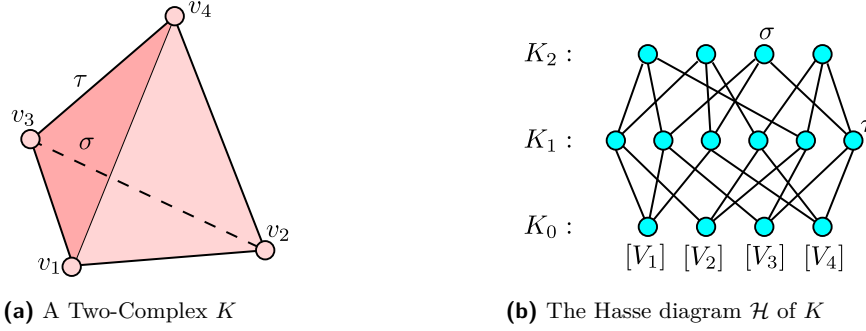 v₄
τ
v₃
σ
v₂
v₁
(a) A Two-Complex K
σ
K₂ :
τ
K₁ :
K₀ :
[V₁] [V₂] [V₃] [V₄]
(b) The Hasse diagram ℋ of K